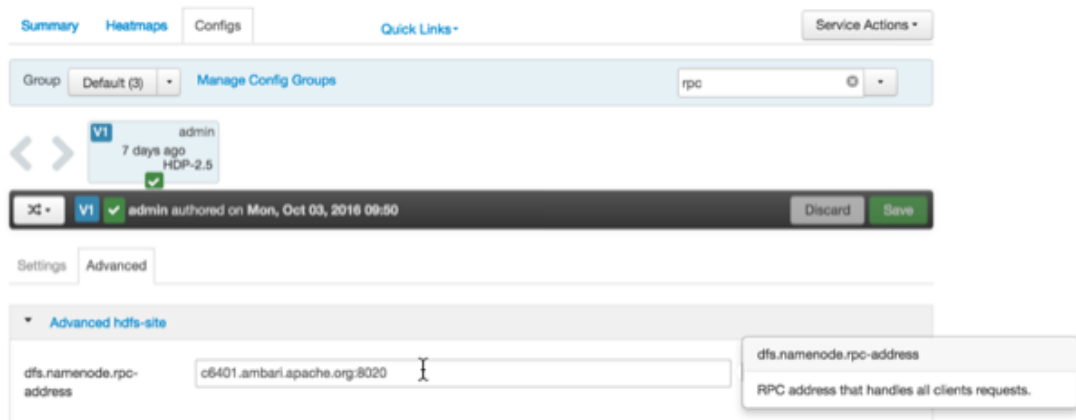 Summary Heatmaps Configs Quick Links Service Actions
Group Default (3) Manage Config Groups rpc
V1 admin
7 days ago
HDP-2.5
V1 admin authored on Mon, Oct 03, 2016 09:50 Discard Save
Settings Advanced
Advanced hdfs-site
dfs.namenode.rpc-address
dfs.namenode.rpc- c6401.ambari.apache.org:8020
address
RPC address that handles all clients requests.